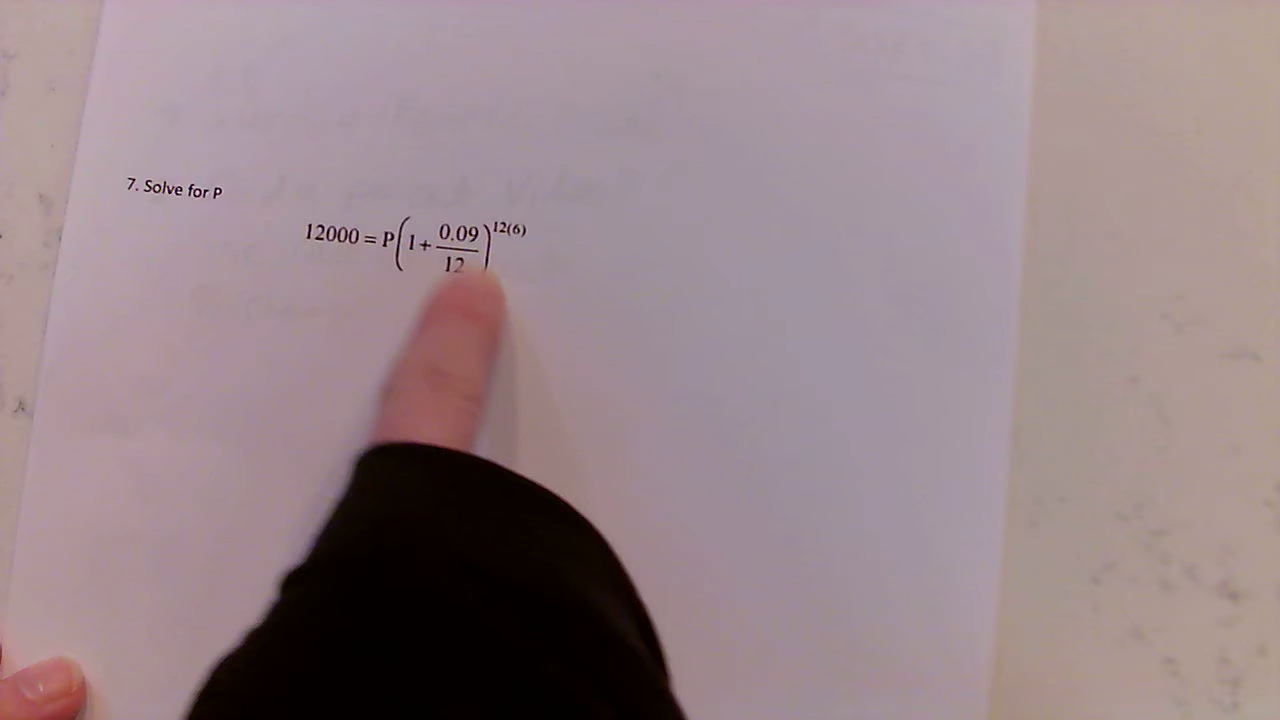 7. Solve for P
12000 = P(1 + 0.09/12)^12(6)